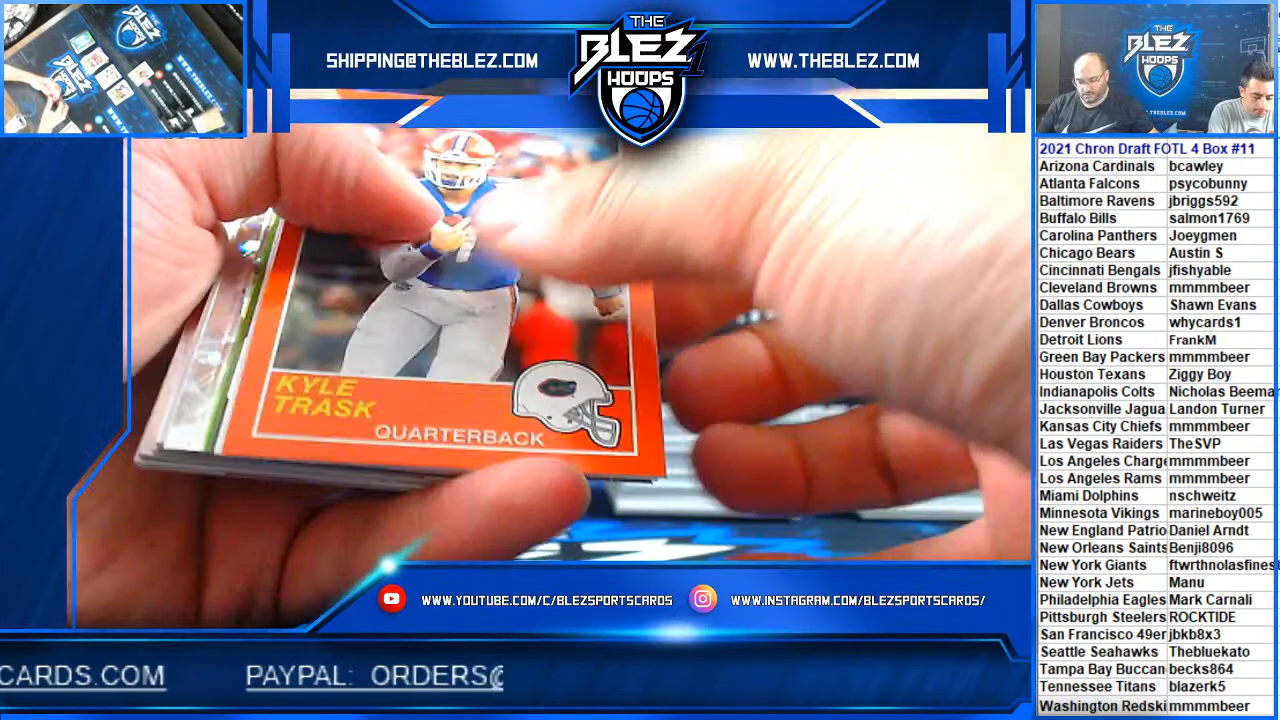 SHIPPING@THEBLEZ.COM
THE
BLEZ
HOOPS
1
WWW.THEBLEZ.COM
THE
BLEZ
HOOPS
KYLE
TRASK
QUARTERBACK
2021 Chron Draft FOTL 4 Box #11
Arizona Cardinals bcawley
Atlanta Falcons psycobunny
Baltimore Ravens jbriggs592
Buffalo Bills salmon1769
Carolina Panthers Joeygmen
Chicago Bears Austin S
Cincinnati Bengals jfishyable
Cleveland Browns mmmmbeer
Dallas Cowboys Shawn Evans
Denver Broncos whycards1
Detroit Lions FrankM
Green Bay Packers mmmmbeer
Houston Texans Ziggy Boy
Indianapolis Colts Nicholas Beema
Jacksonville Jagua Landon Turner
Kansas City Chiefs mmmmbeer
Las Vegas Raiders TheSVP
Los Angeles Charge mmmmbeer
Los Angeles Rams mmmmbeer
Miami Dolphins nschweitz
Minnesota Vikings marineboy005
New England Patrio Daniel Arndt
New Orleans Saints Benji8096
New York Giants ftwrthnolasfinest
New York Jets Manu
Philadelphia Eagles Mark Carnali
Pittsburgh Steelers ROCKTIDE
San Francisco 49er jbkb8x3
Seattle Seahawks Thebluekato
Tampa Bay Buccan becks864
Tennessee Titans blazerk5
Washington Redski mmmmbeer
WWW.YOUTUBE.COM/C/BLEZSPORTSCARDS
WWW.INSTAGRAM.COM/BLEZSPORTSCARDS/
CARDS.COM PAYPAL: ORDERS@